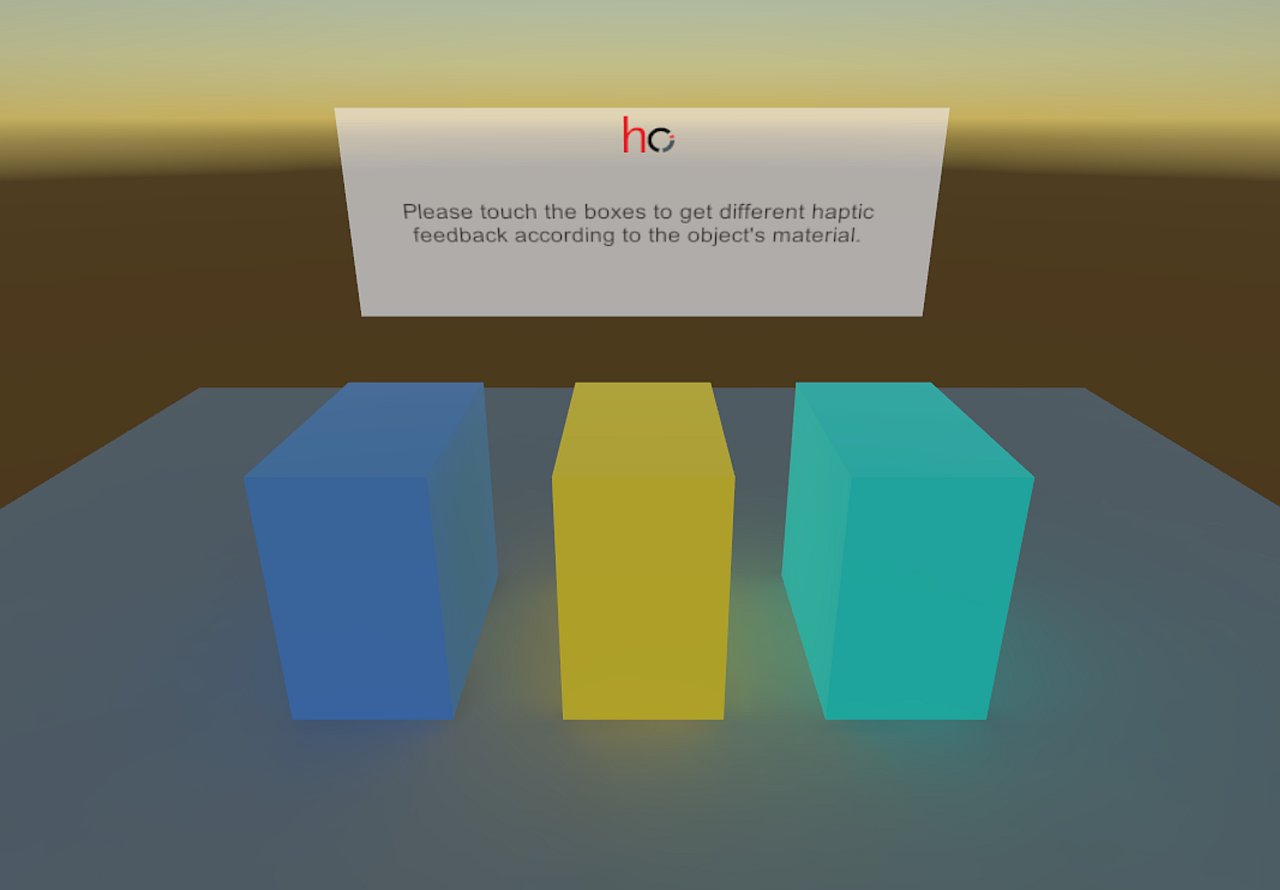 hc
Please touch the boxes to get different haptic
feedback according to the object's material.